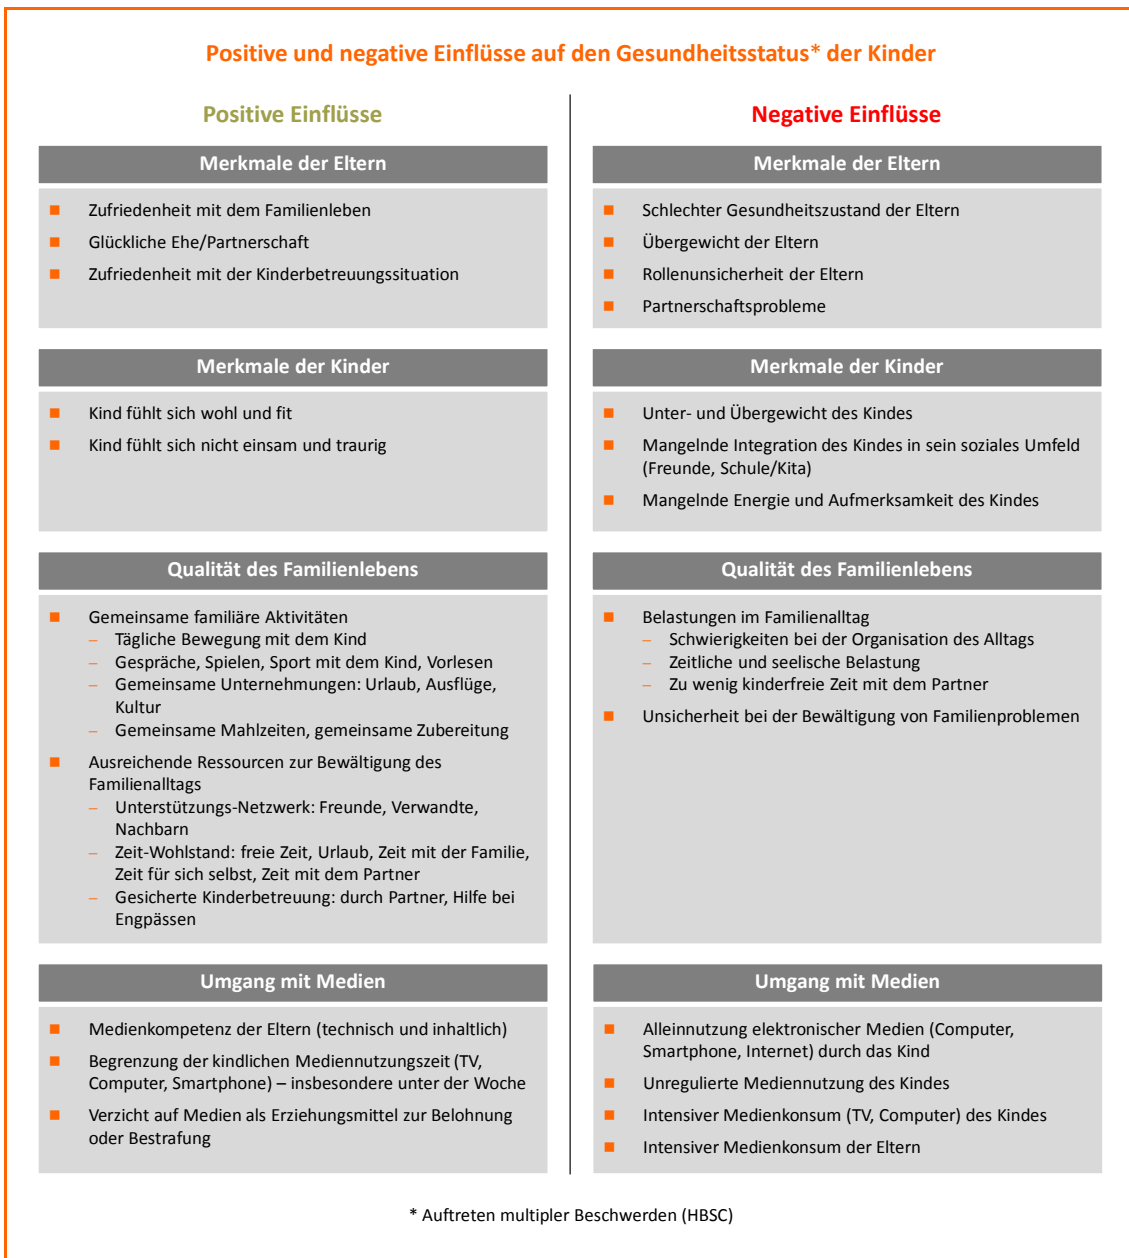 Positive und negative Einflüsse auf den Gesundheitsstatus* der Kinder
Positive Einflüsse
Merkmale der Eltern
Zufriedenheit mit dem Familienleben
Glückliche Ehe/Partnerschaft
Zufriedenheit mit der Kinderbetreuungssituation
Merkmale der Kinder
Kind fühlt sich wohl und fit
Kind fühlt sich nicht einsam und traurig
Qualität des Familienlebens
Gemeinsame familiäre Aktivitäten
– Tägliche Bewegung mit dem Kind
– Gespräche, Spielen, Sport mit dem Kind, Vorlesen
– Gemeinsame Unternehmungen: Urlaub, Ausflüge,
Kultur
– Gemeinsame Mahlzeiten, gemeinsame Zubereitung
Ausreichende Ressourcen zur Bewältigung des
Familienalltags
– Unterstützungs-Netzwerk: Freunde, Verwandte,
Nachbarn
– Zeit-Wohlstand: freie Zeit, Urlaub, Zeit mit der Familie,
Zeit für sich selbst, Zeit mit dem Partner
– Gesicherte Kinderbetreuung: durch Partner, Hilfe bei
Engpässen
Umgang mit Medien
Medienkompetenz der Eltern (technisch und inhaltlich)
Begrenzung der kindlichen Mediennutzungszeit (TV,
Computer, Smartphone) – insbesondere unter der Woche
Verzicht auf Medien als Erziehungsmittel zur Belohnung
oder Bestrafung
Negative Einflüsse
Merkmale der Eltern
Schlechter Gesundheitszustand der Eltern
Übergewicht der Eltern
Rollenunsicherheit der Eltern
Partnerschaftsprobleme
Merkmale der Kinder
Unter- und Übergewicht des Kindes
Mangelnde Integration des Kindes in sein soziales Umfeld
(Freunde, Schule/Kita)
Mangelnde Energie und Aufmerksamkeit des Kindes
Qualität des Familienlebens
Belastungen im Familienalltag
– Schwierigkeiten bei der Organisation des Alltags
– Zeitliche und seelische Belastung
– Zu wenig kinderfreie Zeit mit dem Partner
Unsicherheit bei der Bewältigung von Familienproblemen
Umgang mit Medien
Alleinnutzung elektronischer Medien (Computer,
Smartphone, Internet) durch das Kind
Unregulierte Mediennutzung des Kindes
Intensiver Medienkonsum (TV, Computer) des Kindes
Intensiver Medienkonsum der Eltern
* Auftreten multipler Beschwerden (HBSC)